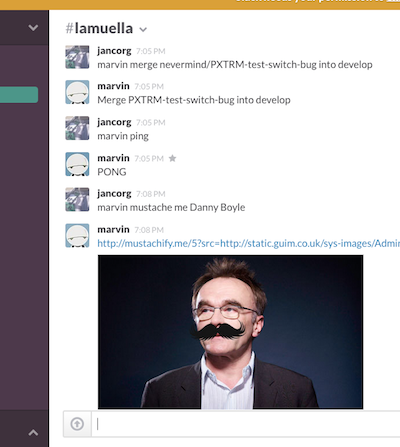 #lamuella
jancorg 7:05 PM
marvin merge nevermind/PXTRM-test-switch-bug into develop
marvin 7:05 PM
Merge PXTRM-test-switch-bug into develop
jancorg 7:05 PM
marvin ping
marvin 7:05 PM
PONG
jancorg 7:08 PM
marvin mustache me Danny Boyle
marvin 7:08 PM
http://mustachify.me/5?src=http://static.guim.co.uk/sys-images/Admin